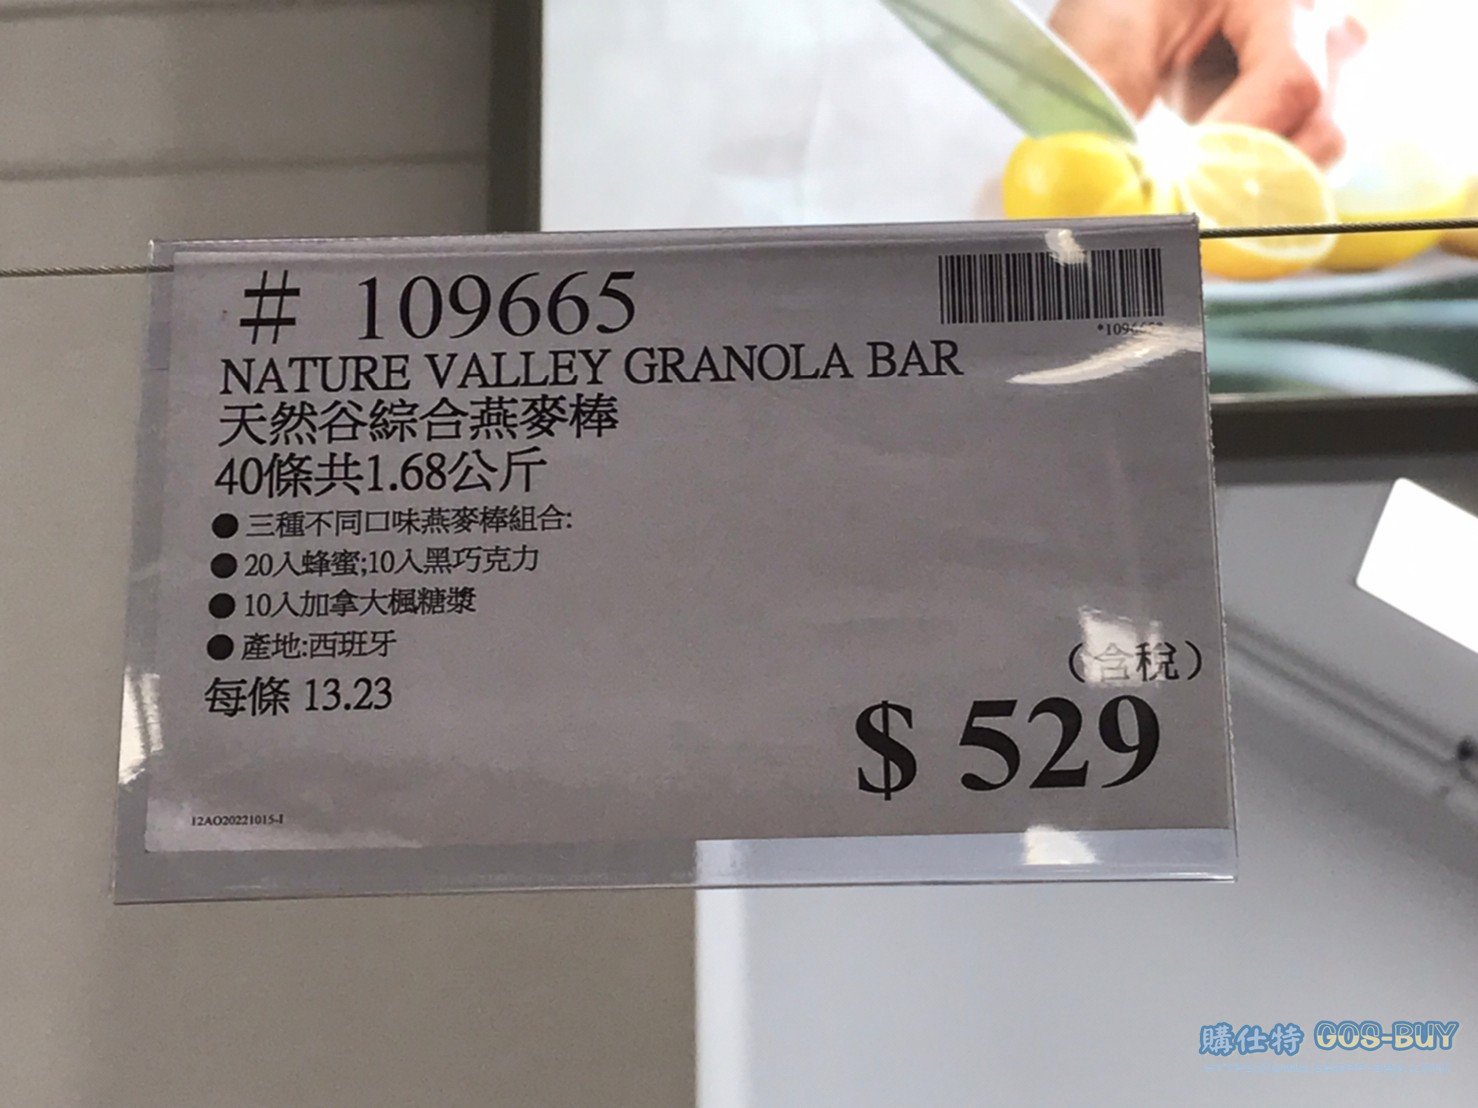 # 109665
NATURE VALLEY GRANOLA BAR
天然谷綜合燕麥棒
40條共1.68公斤
● 三種不同口味燕麥棒組合:
● 20入蜂蜜;10入黑巧克力
● 10入加拿大楓糖漿
● 產地:西班牙
每條 13.23
(含稅)
$ 529
12AO20221015-I
購仕特 GOS-BUY